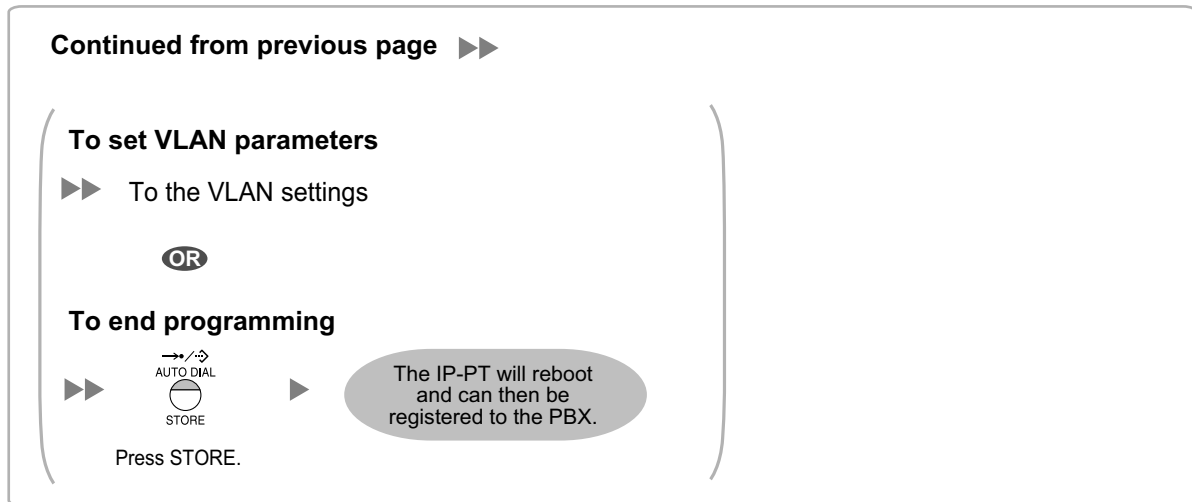 Continued from previous page
To set VLAN parameters
To the VLAN settings
OR
To end programming
AUTO DIAL
STORE
Press STORE.
The IP-PT will reboot
and can then be
registered to the PBX.